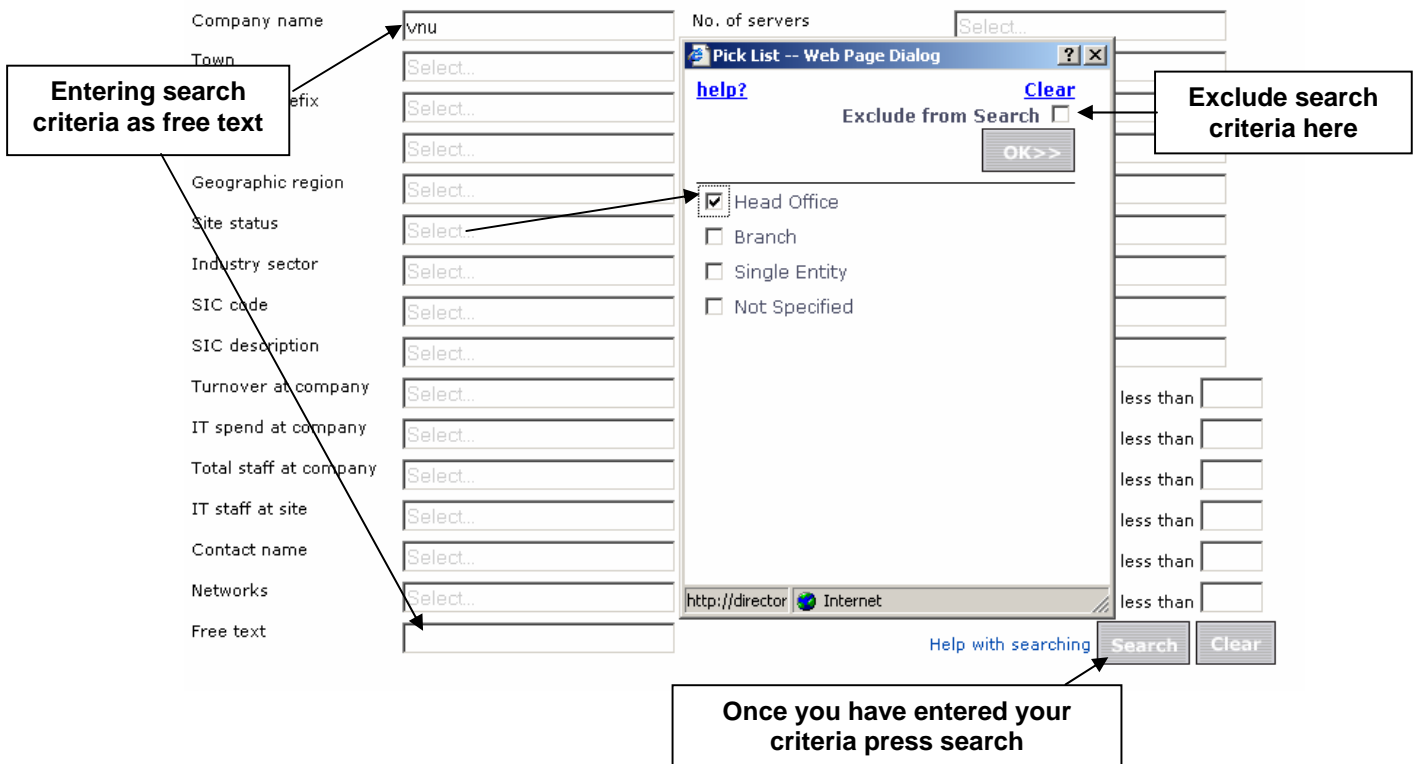 Company name
vnu
No. of servers
Select...
Town
Select...
Pick List -- Web Page Dialog
Entering search
criteria as free text
efix
Select...
help?
Clear
Exclude from Search
Exclude search
criteria here
Select...
OK>>
Geographic region
Select...
Head Office
Site status
Select...
Branch
Industry sector
Select...
Single Entity
SIC code
Select...
Not Specified
SIC description
Select...
Turnover at company
Select...
less than
IT spend at company
Select...
less than
Total staff at company
Select...
less than
IT staff at site
Select...
less than
Contact name
Select...
less than
Networks
Select...
http://director
Internet
less than
Free text
Help with searching
Search
Clear
Once you have entered your
criteria press search